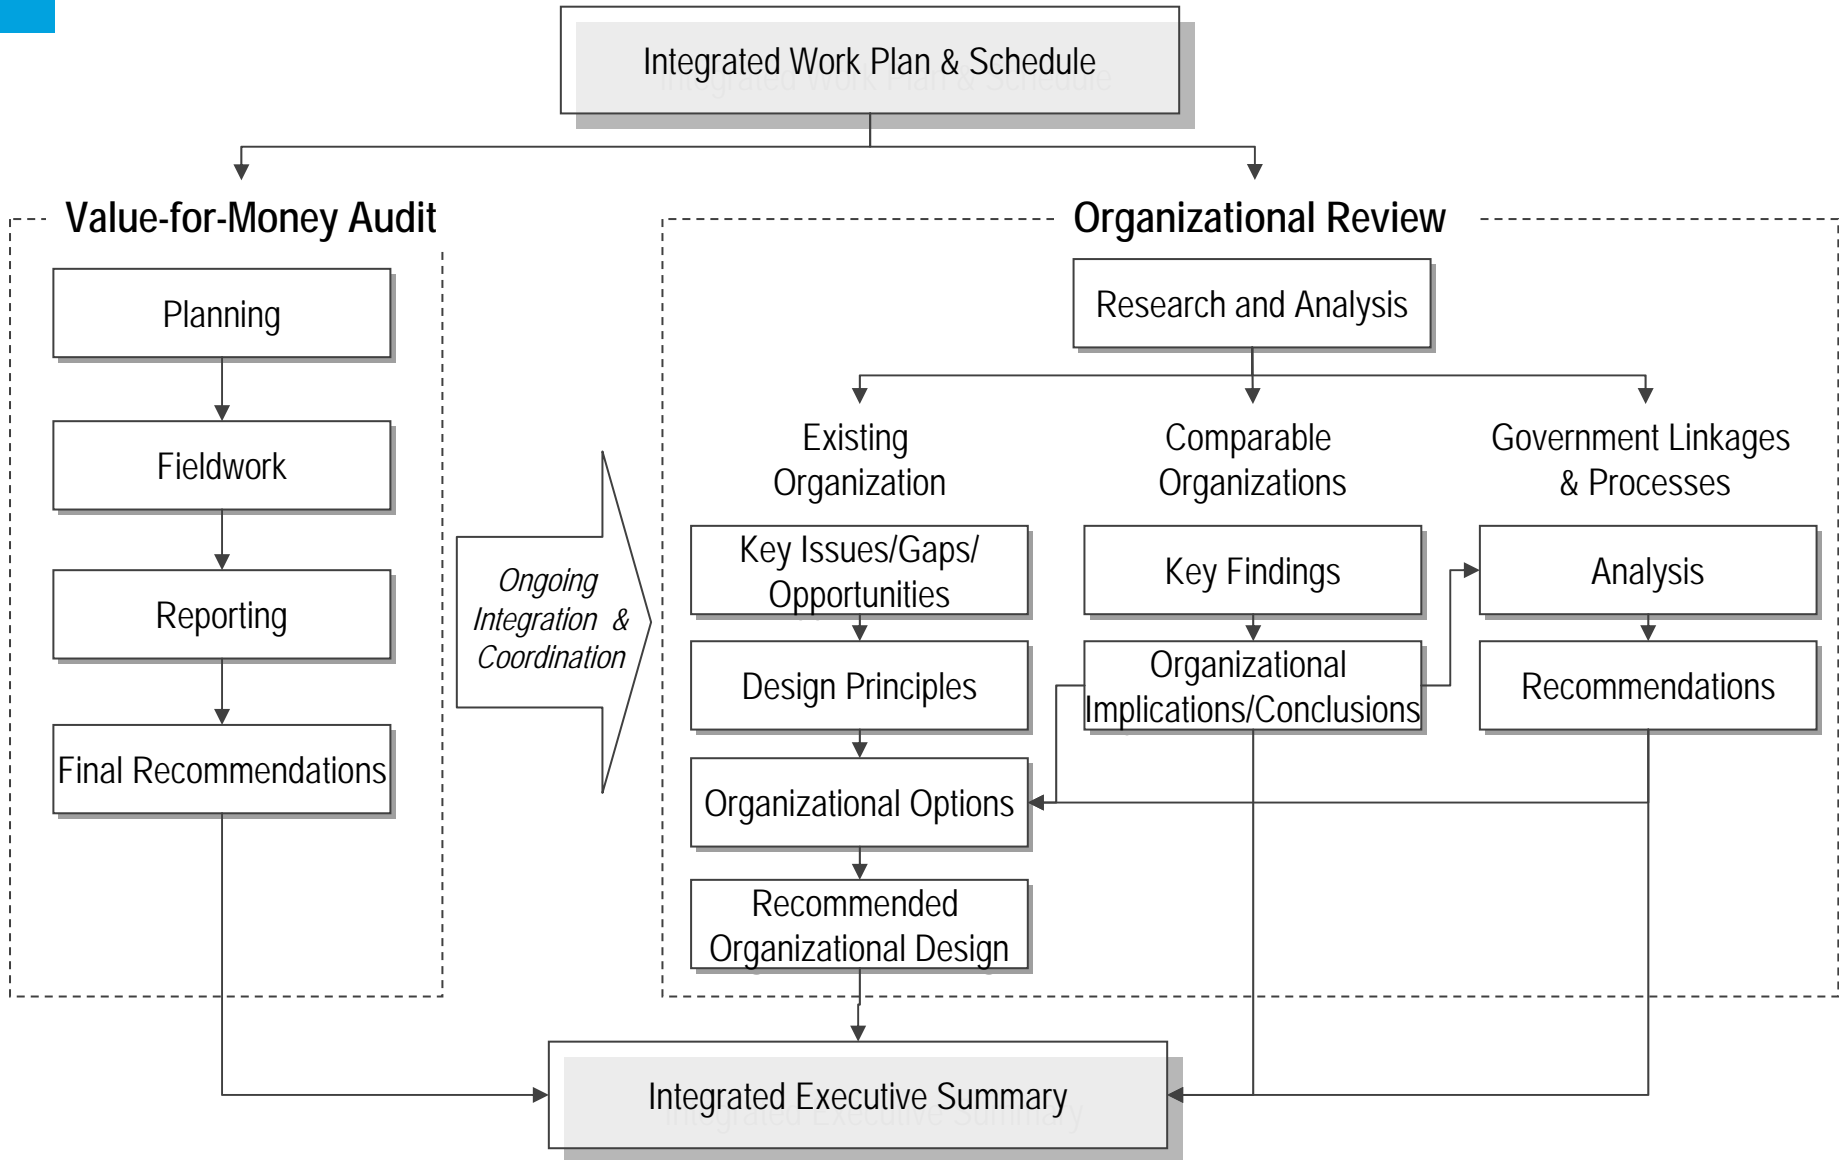 Integrated Work Plan & Schedule
Value-for-Money Audit
Planning
Fieldwork
Reporting
Final Recommendations
Ongoing
Integration &
Coordination
Organizational Review
Research and Analysis
Existing
Organization
Key Issues/Gaps/
Opportunities
Design Principles
Organizational Options
Recommended
Organizational Design
Comparable
Organizations
Key Findings
Organizational
Implications/Conclusions
Government Linkages
& Processes
Analysis
Recommendations
Integrated Executive Summary